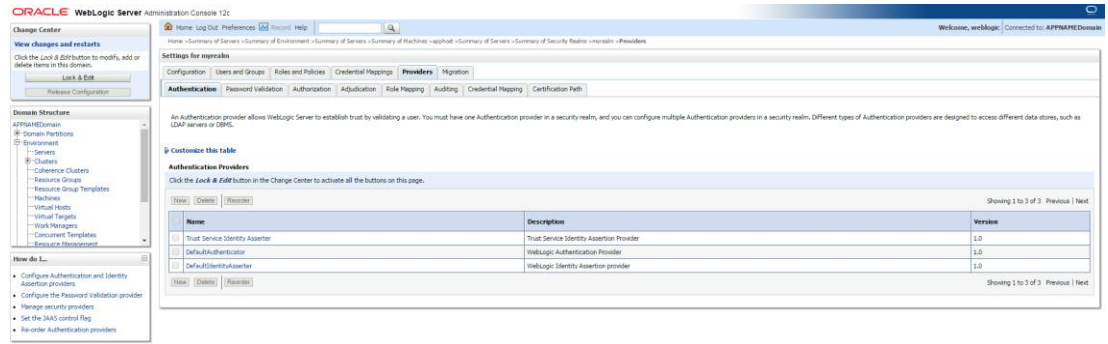 ORACLE WebLogic Server Administration Console 12c
Change Center
View changes and restarts
Click the Lock & Edit button to modify, add or
delete items in this domain.
Lock & Edit
Release Configuration
Domain Structure
APPNAMEDomain
Domain Partitions
Environment
Servers
Clusters
Coherence Clusters
Resource Groups
Resource Group Templates
Machines
Virtual Hosts
Virtual Targets
Work Managers
Concurrent Templates
Resource Management
How do I...
Configure Authentication and Identity
Assertion providers
Configure the Password Validation provider
Manage security providers
Set the JAAS control flag
Re-order Authentication providers
Home Log Out Preferences Record Help
Welcome, weblogic Connected to: APPNAMEDomain
Home >Summary of Servers >Summary of Environment >Summary of Servers >Summary of Machines >apphost >Summary of Servers >Summary of Security Realms >myrealm >Providers
Settings for myrealm
Configuration Users and Groups Roles and Policies Credential Mappings Providers Migration
Authentication Password Validation Authorization Adjudication Role Mapping Auditing Credential Mapping Certification Path
An Authentication provider allows WebLogic Server to establish trust by validating a user. You must have one Authentication provider in a security realm, and you can configure multiple Authentication providers in a security realm. Different types of Authentication providers are designed to access different data stores, such as
LDAP servers or DBMS.
Customize this table
Authentication Providers
Click the Lock & Edit button in the Change Center to activate all the buttons on this page.
New Delete Reorder Showing 1 to 3 of 3 Previous | Next
Name Description Version
Trust Service Identity Asserter Trust Service Identity Assertion Provider 1.0
DefaultAuthenticator WebLogic Authentication Provider 1.0
DefaultIdentityAsserter WebLogic Identity Assertion provider 1.0
New Delete Reorder Showing 1 to 3 of 3 Previous | Next